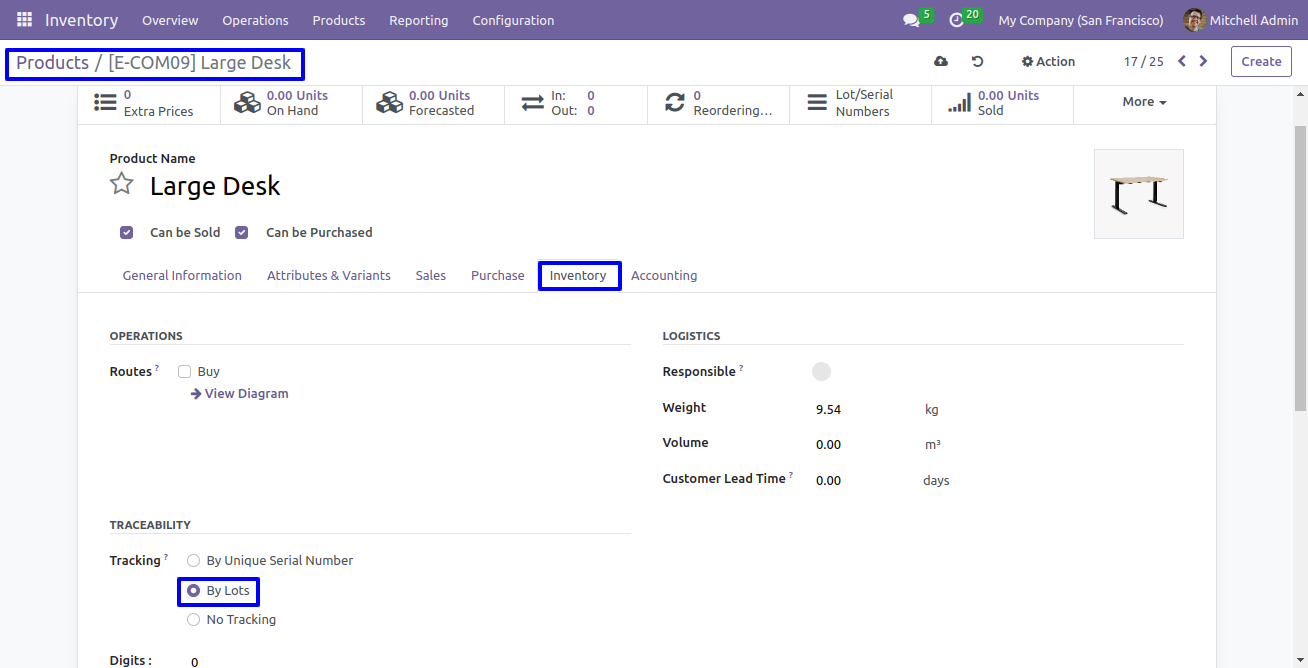 Inventory Overview Operations Products Reporting Configuration 5 20 My Company (San Francisco) Mitchell Admin
Products / [E-COM09] Large Desk Action 17 / 25 Create
0 Extra Prices
0.00 Units On Hand
0.00 Units Forecasted
In: 0
Out: 0
0 Reordering...
Lot/Serial Numbers
0.00 Units Sold
More
Product Name
Large Desk
Can be Sold Can be Purchased
General Information Attributes & Variants Sales Purchase Inventory Accounting
OPERATIONS
Routes ? Buy
View Diagram
LOGISTICS
Responsible ?
Weight 9.54 kg
Volume 0.00 m³
Customer Lead Time ? 0.00 days
TRACEABILITY
Tracking ? By Unique Serial Number
By Lots
No Tracking
Digits : 0